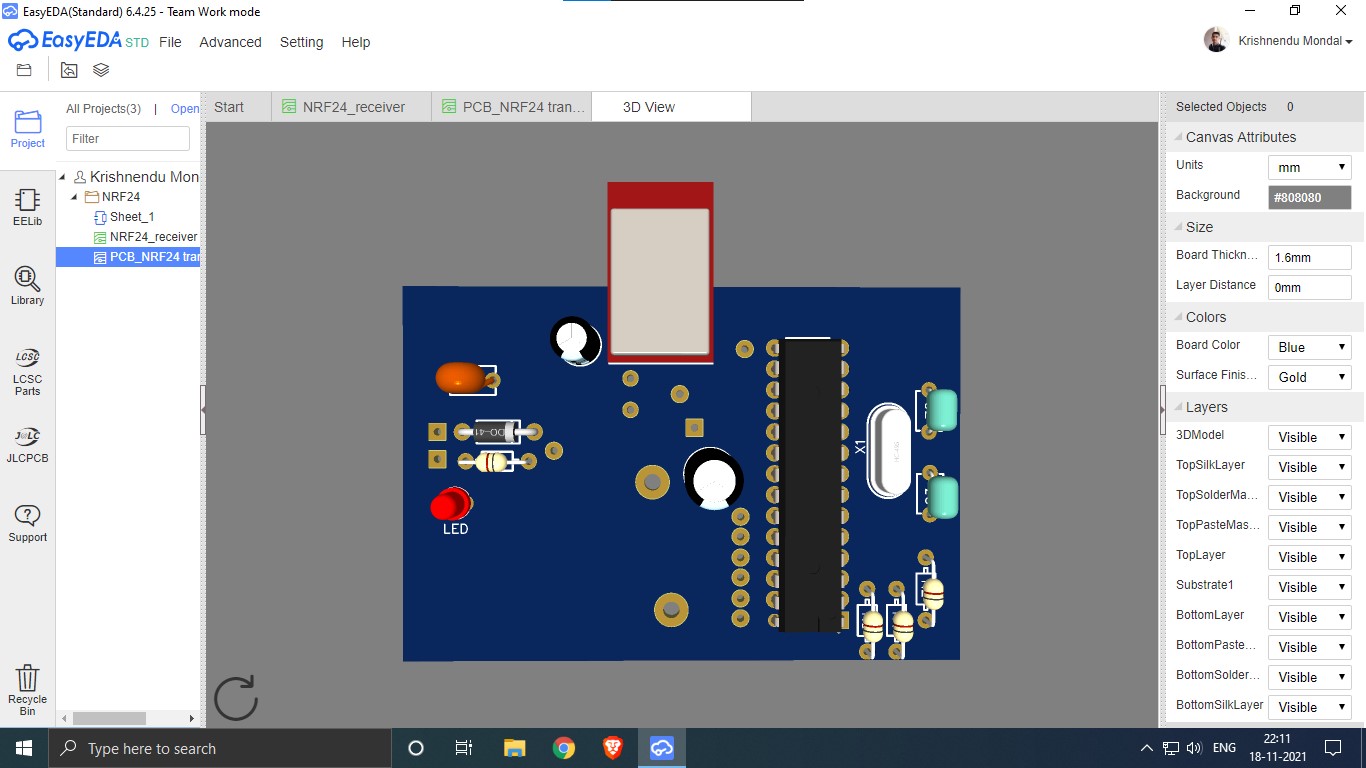 EasyEDA(Standard) 6.4.25 - Team Work mode
EasyEDA STD File Advanced Setting Help
Krishnendu Mondal
Project
EELib
Library
LCSC
LCSC
Parts
JLCPCB
Support
Recycle
Bin
All Projects(3) | Open
Filter
Krishnendu Mon
NRF24
Sheet_1
NRF24_receiver
PCB_NRF24 tra
Start
NRF24_receiver
PCB_NRF24 tran...
3D View
DO-41
LED
X1
Selected Objects 0
Canvas Attributes
Units mm
Background #808080
Size
Board Thickn... 1.6mm
Layer Distance 0mm
Colors
Board Color Blue
Surface Finis... Gold
Layers
3DModel Visible
TopSilkLayer Visible
TopSolderMa... Visible
TopPasteMas... Visible
TopLayer Visible
Substrate1 Visible
BottomLayer Visible
BottomPaste... Visible
BottomSolder... Visible
BottomSilkLayer Visible
Type here to search
ENG
22:11
18-11-2021